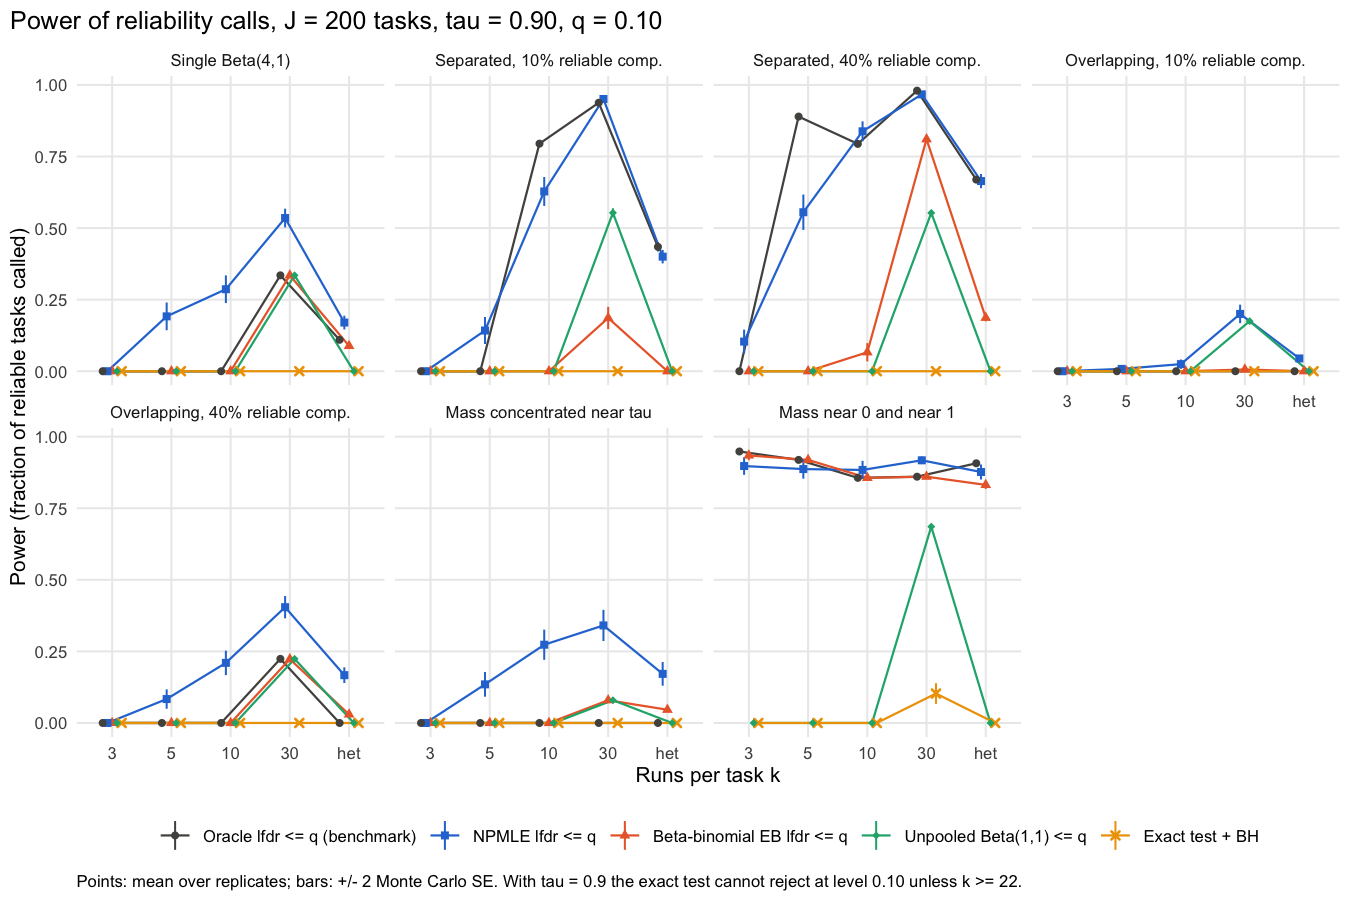 Power of reliability calls, J = 200 tasks, tau = 0.90, q = 0.10
Single Beta(4,1)
Separated, 10% reliable comp.
Separated, 40% reliable comp.
Overlapping, 10% reliable comp.
1.00
0.75
0.50
0.25
0.00
3 5 10 30 het
Overlapping, 40% reliable comp.
Mass concentrated near tau
Mass near 0 and near 1
1.00
0.75
0.50
0.25
0.00
3 5 10 30 het
3 5 10 30 het
3 5 10 30 het
Power (fraction of reliable tasks called)
Runs per task k
Oracle lfdr <= q (benchmark)
NPMLE lfdr <= q
Beta-binomial EB lfdr <= q
Unpooled Beta(1,1) <= q
Exact test + BH
Points: mean over replicates; bars: +/- 2 Monte Carlo SE. With tau = 0.9 the exact test cannot reject at level 0.10 unless k >= 22.